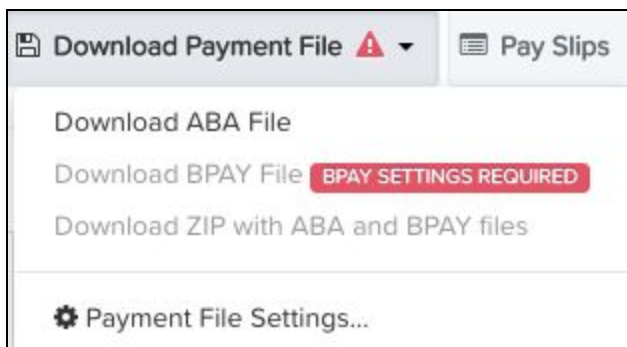 Download Payment File Pay Slips
Download ABA File
Download BPAY File BPAY SETTINGS REQUIRED
Download ZIP with ABA and BPAY files
Payment File Settings...